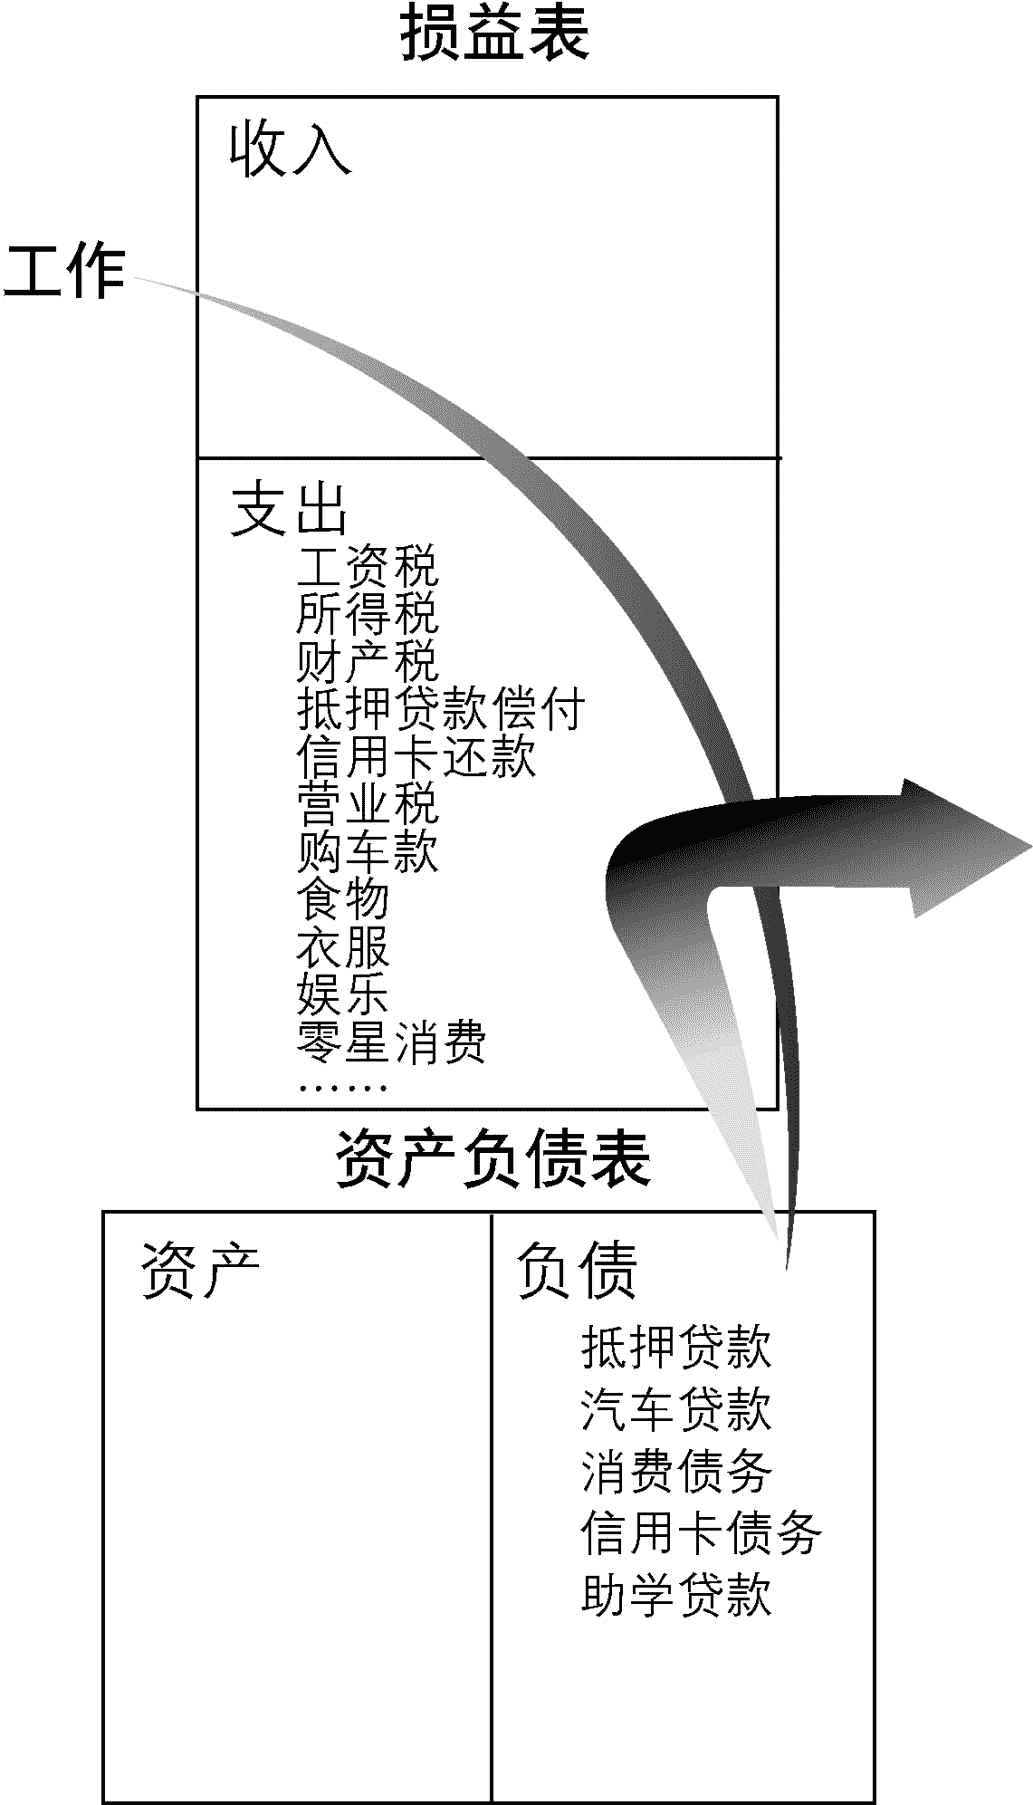 损益表
收入
工作
支出
工资税
所得税
财产税
抵押贷款偿付
信用卡还款
营业税
购车款
食物
衣服
娱乐
零星消费
……
资产负债表
资产
负债
抵押贷款
汽车贷款
消费债务
信用卡债务
助学贷款